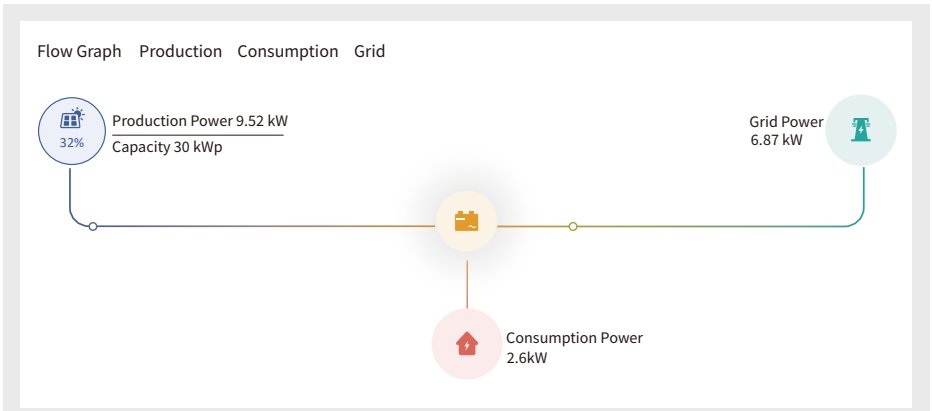 Flow Graph Production Consumption Grid
32%
Production Power 9.52 kW
Capacity 30 kWp
Grid Power
6.87 kW
Consumption Power
2.6kW